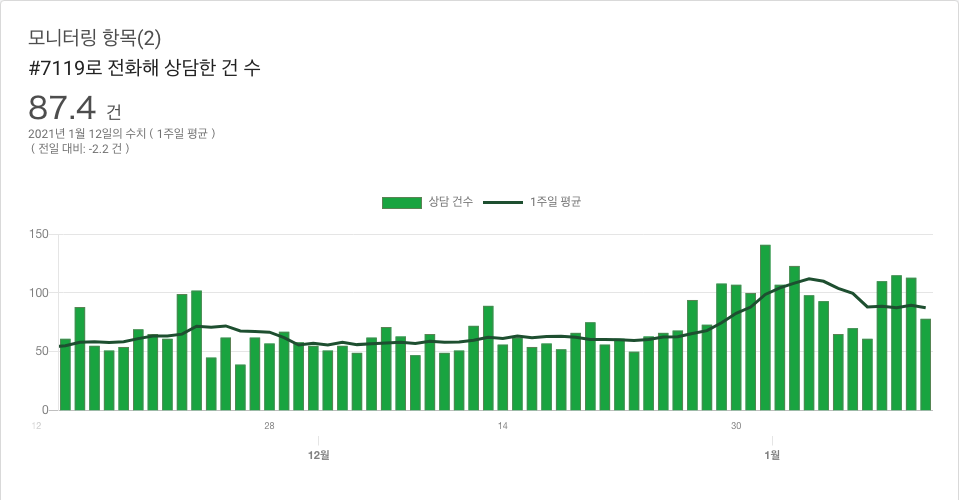 모니터링 항목(2)
#7119로 전화해 상담한 건 수
87.4 건
2021년 1월 12일의 수치 ( 1주일 평균 )
( 전일 대비: -2.2 건 )
상담 건수 1주일 평균
150
100
50
0
12 28 14 30
12월 1월